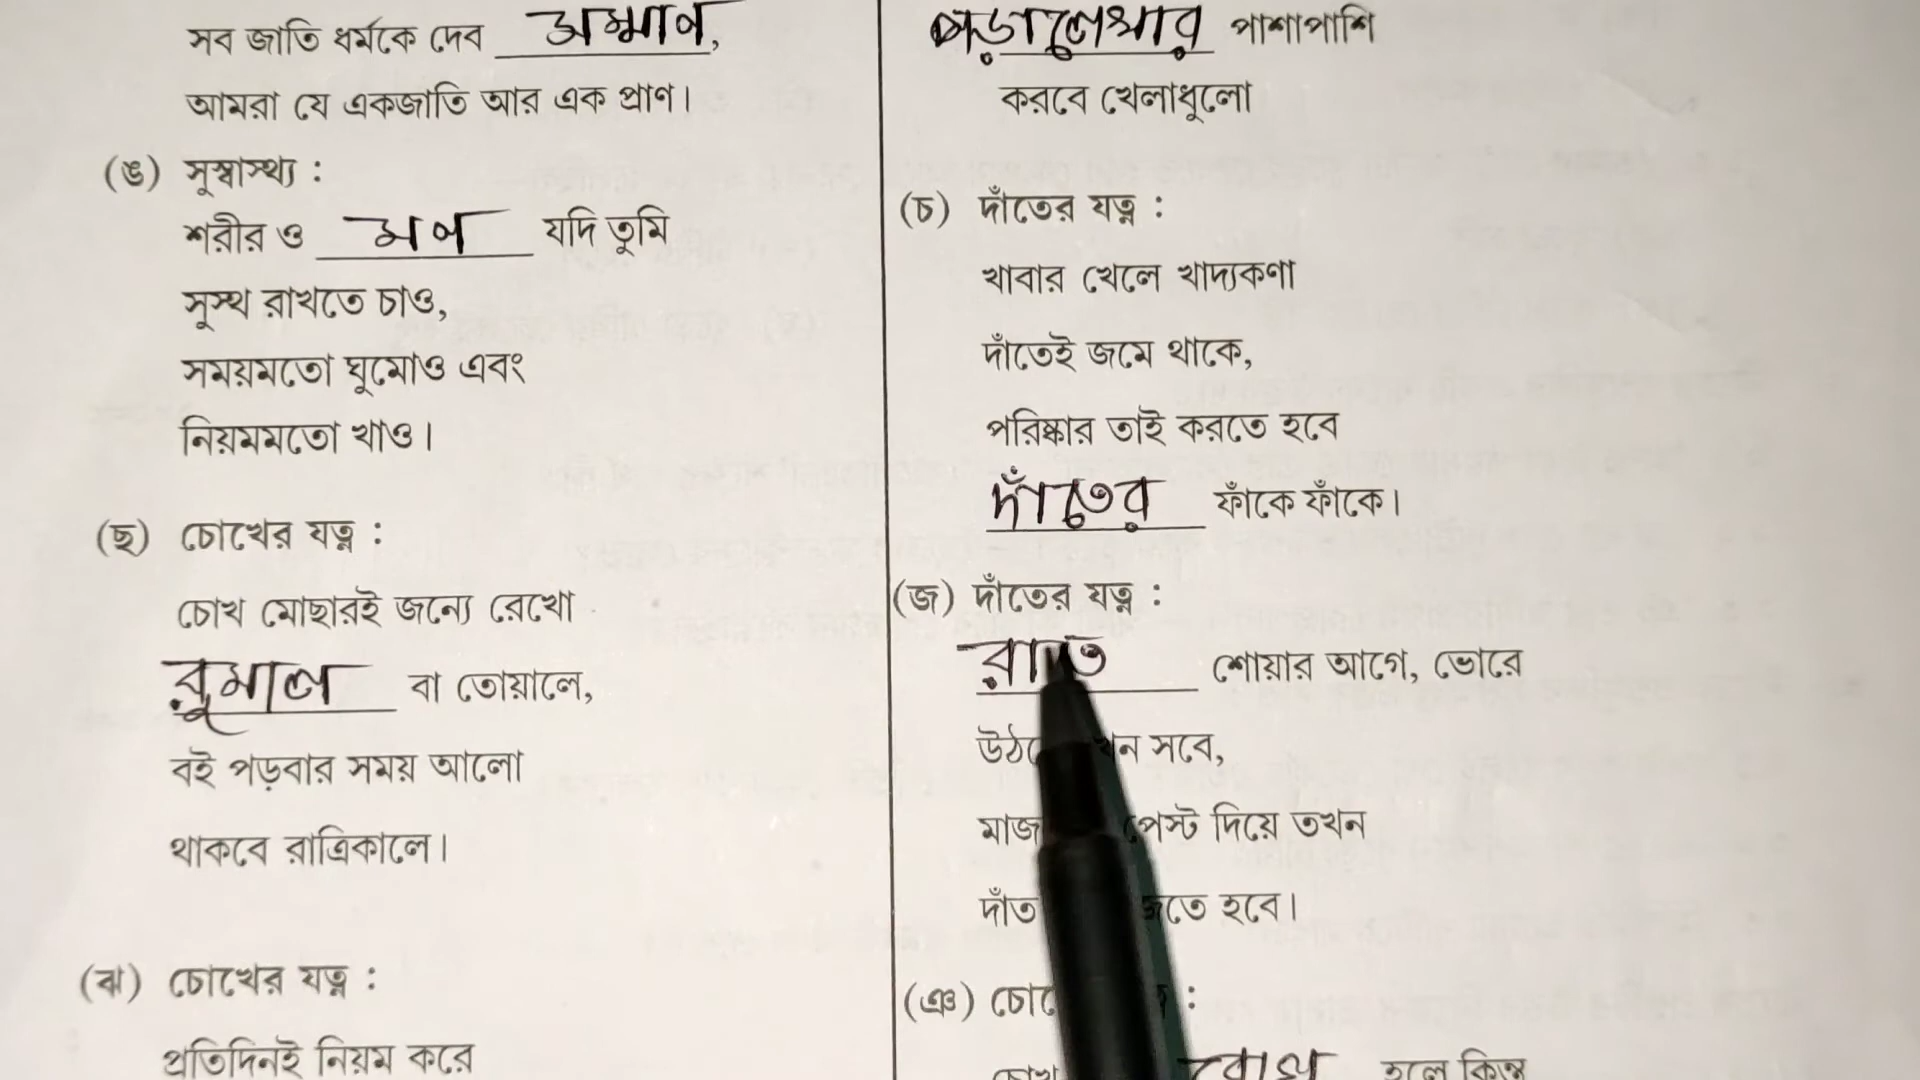 সব জাতি ধর্মকে দেব সম্মান,
আমরা যে একজাতি আর এক প্রাণ।
(ঙ) সুস্বাস্থ্য :
শরীর ও মন যদি তুমি
সুস্থ রাখতে চাও,
সময়মতো ঘুমোও এবং
নিয়মমতো খাও।
(ছ) চোখের যত্ন :
চোখ মোছারই জন্যে রেখো
রুমাল বা তোয়ালে,
বই পড়বার সময় আলো
থাকবে রাত্রিকালে।
(ঝ) চোখের যত্ন :
প্রতিদিনই নিয়ম করে
পড়ালেখার পাশাপাশি
করবে খেলাধুলো
(চ) দাঁতের যত্ন :
খাবার খেলে খাদ্যকণা
দাঁতেই জমে থাকে,
পরিষ্কার তাই করতে হবে
দাঁতের ফাঁকে ফাঁকে।
(জ) দাঁতের যত্ন :
রাতে শোয়ার আগে, ভোরে
সবে,
পেস্ট দিয়ে তখন
দাঁত হবে।
(ঞ) :
হলে কিন্তু